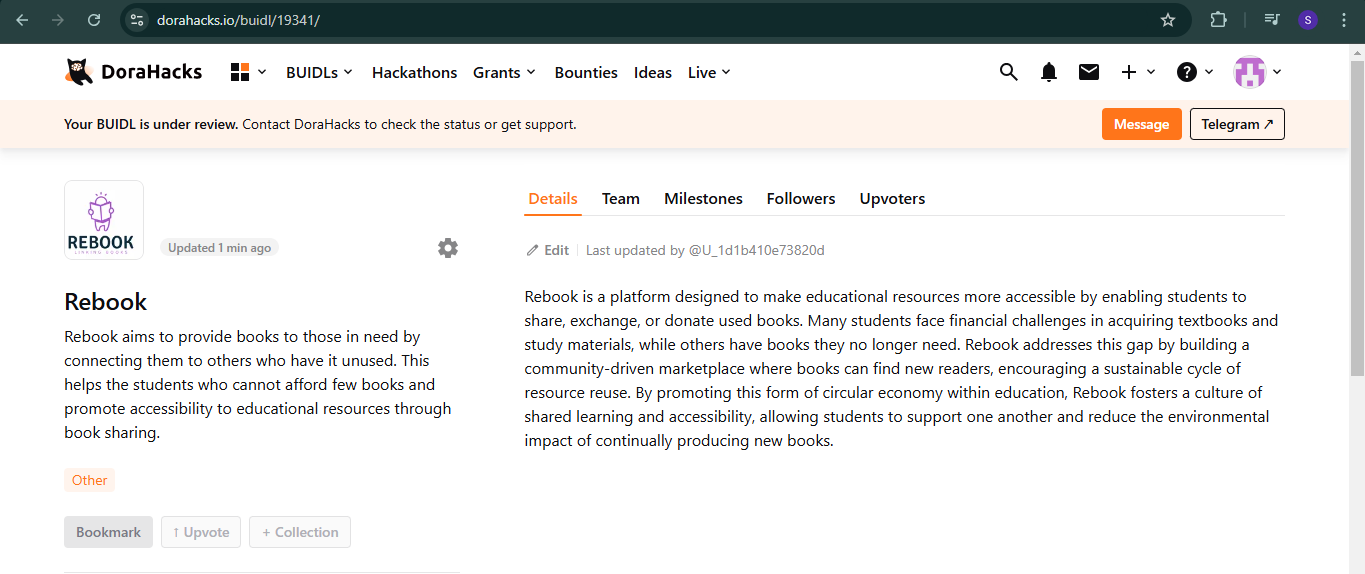 dorahacks.io/buidl/19341/
S
DoraHacks
BUIDLs
Hackathons
Grants
Bounties
Ideas
Live
Your BUIDL is under review. Contact DoraHacks to check the status or get support.
Message
Telegram ↗
REBOOK
LINKING BOOKS
Updated 1 min ago
Rebook
Rebook aims to provide books to those in need by
connecting them to others who have it unused. This
helps the students who cannot afford few books and
promote accessibility to educational resources through
book sharing.
Other
Bookmark
↑ Upvote
+ Collection
Details
Team
Milestones
Followers
Upvoters
Edit
Last updated by @U_1d1b410e73820d
Rebook is a platform designed to make educational resources more accessible by enabling students to
share, exchange, or donate used books. Many students face financial challenges in acquiring textbooks and
study materials, while others have books they no longer need. Rebook addresses this gap by building a
community-driven marketplace where books can find new readers, encouraging a sustainable cycle of
resource reuse. By promoting this form of circular economy within education, Rebook fosters a culture of
shared learning and accessibility, allowing students to support one another and reduce the environmental
impact of continually producing new books.